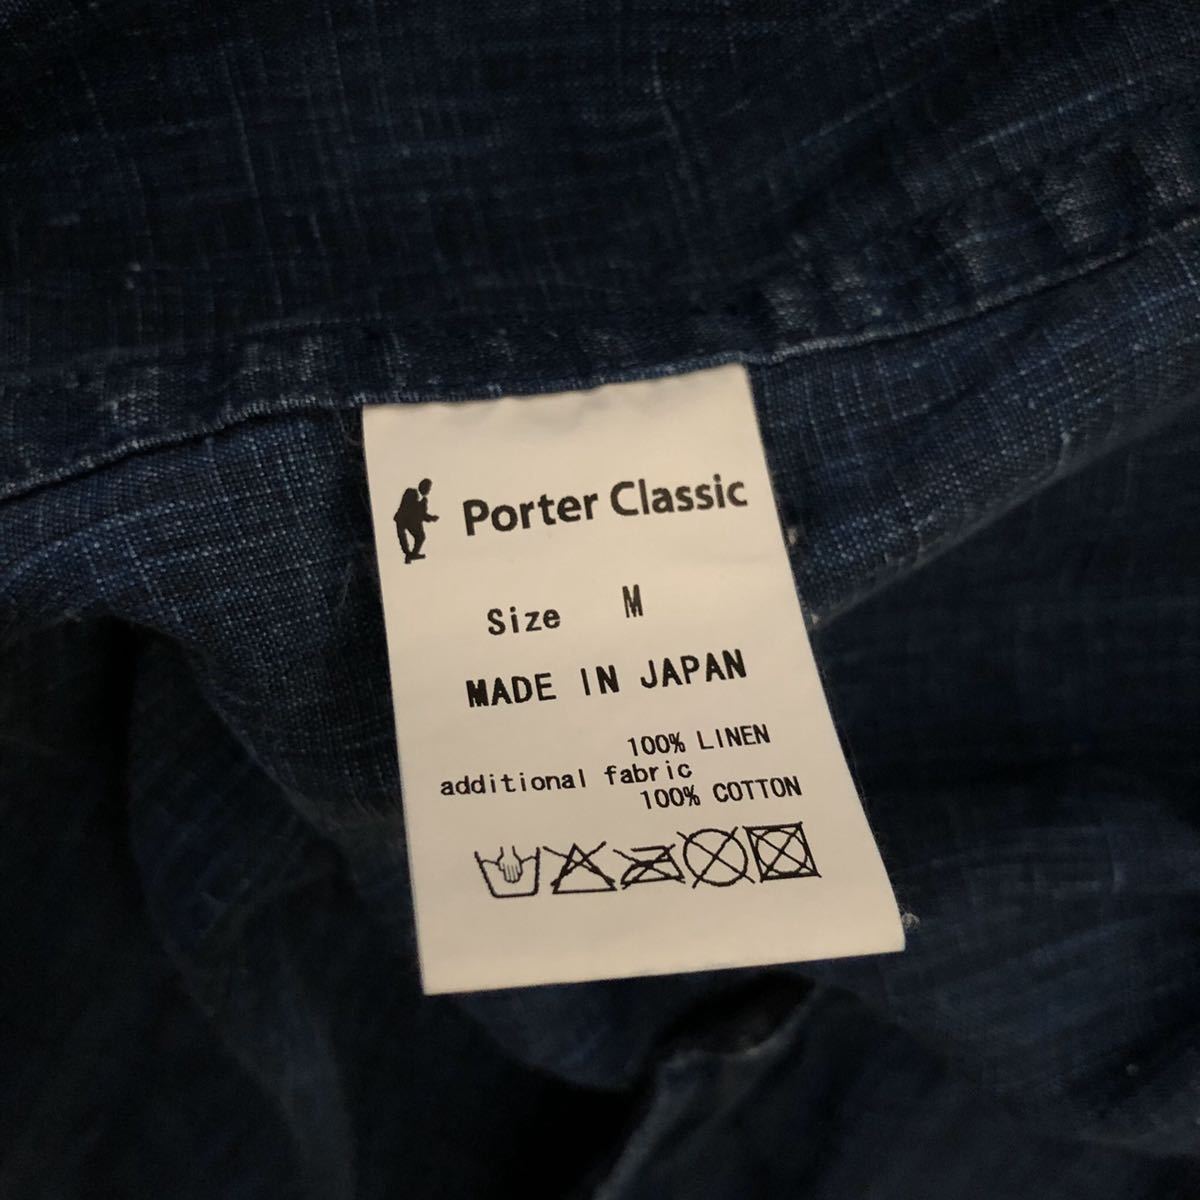 Porter Classic
Size M
MADE IN JAPAN
100% LINEN
additional fabric
100% COTTON